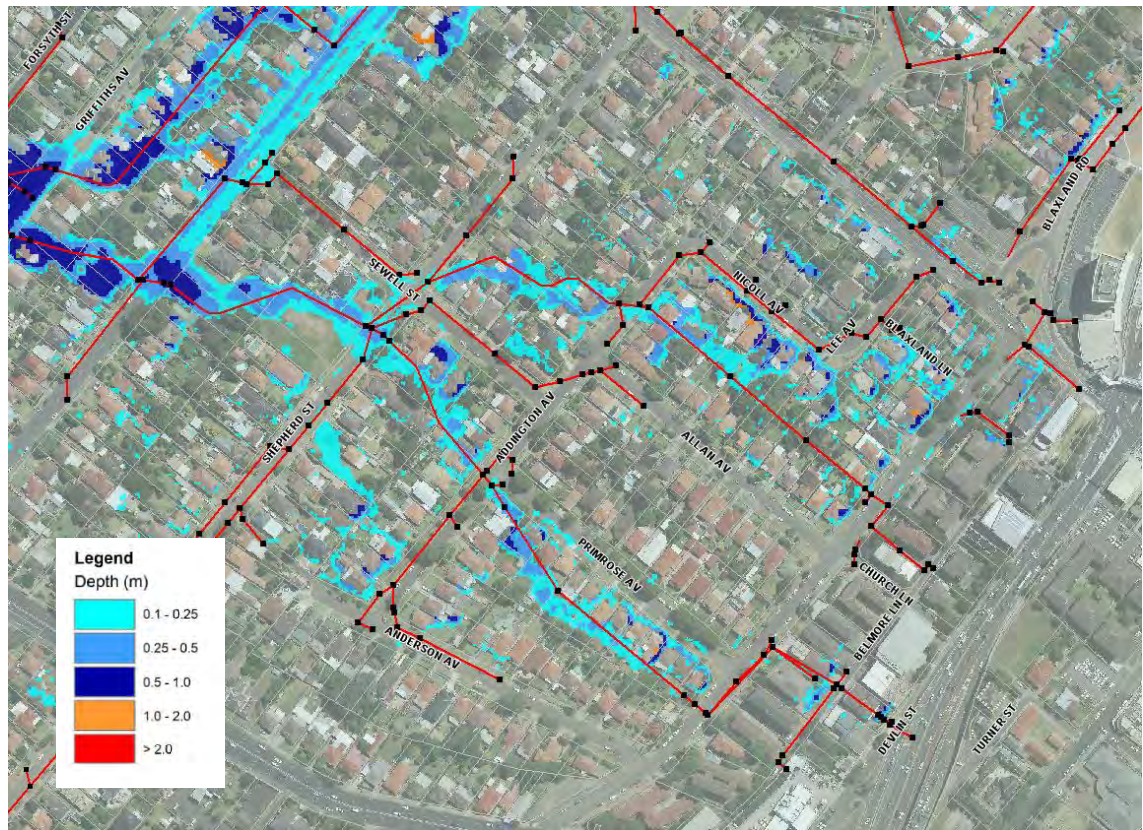 FORSYTH ST
GRIFFITHS AV
BLAXLAND RD
SEWELL ST
NICOLL AV
LEE AV
BLAXLAND LN
ADDINGTON AV
SHEPHERD ST
ALLAN AV
PRIMROSE AV
CHURCH LN
BELMORE LN
ANDERSON AV
DEVLIN ST
TURNER ST
Legend
Depth (m)
0.1 - 0.25
0.25 - 0.5
0.5 - 1.0
1.0 - 2.0
> 2.0